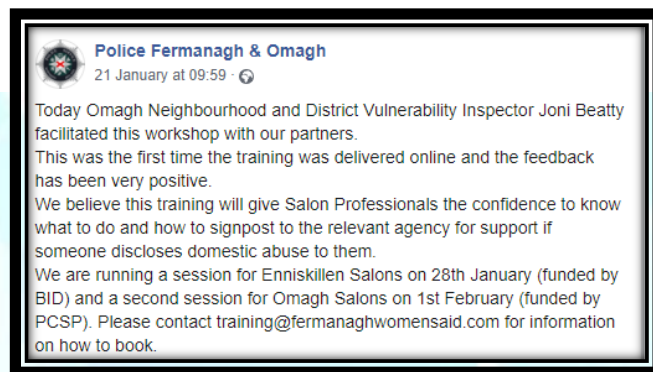 Police Fermanagh & Omagh
21 January at 09:59 ·
Today Omagh Neighbourhood and District Vulnerability Inspector Joni Beatty
facilitated this workshop with our partners.
This was the first time the training was delivered online and the feedback
has been very positive.
We believe this training will give Salon Professionals the confidence to know
what to do and how to signpost to the relevant agency for support if
someone discloses domestic abuse to them.
We are running a session for Enniskillen Salons on 28th January (funded by
BID) and a second session for Omagh Salons on 1st February (funded by
PCSP). Please contact training@fermanaghwomensaid.com for information
on how to book.